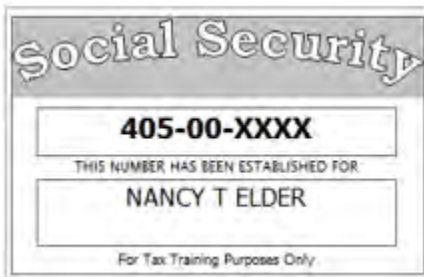 Social Security
405-00-XXXX
THIS NUMBER HAS BEEN ESTABLISHED FOR
NANCY T ELDER
For Tax Training Purposes Only